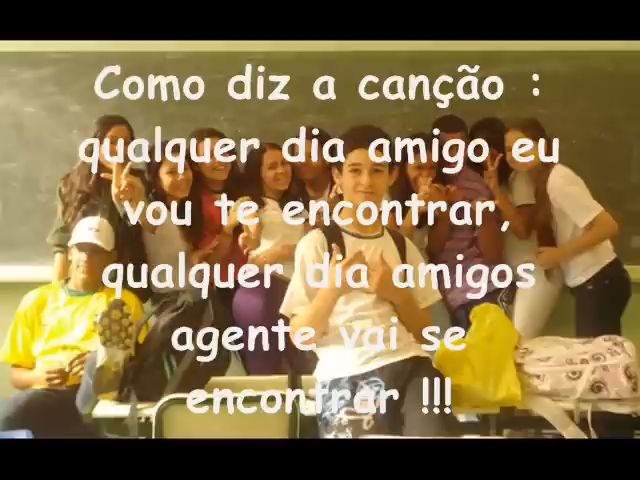 Como diz a canção :
qualquer dia amigo eu
vou te encontrar,
qualquer dia amigos
agente vai se
encontrar !!!